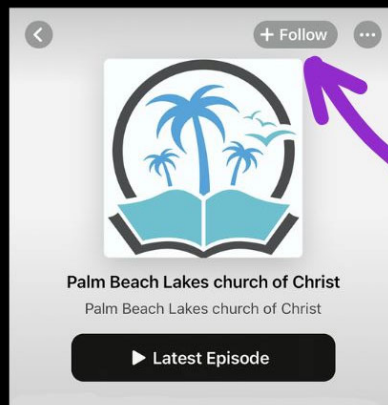 + Follow
Palm Beach Lakes church of Christ
Palm Beach Lakes church of Christ
Latest Episode